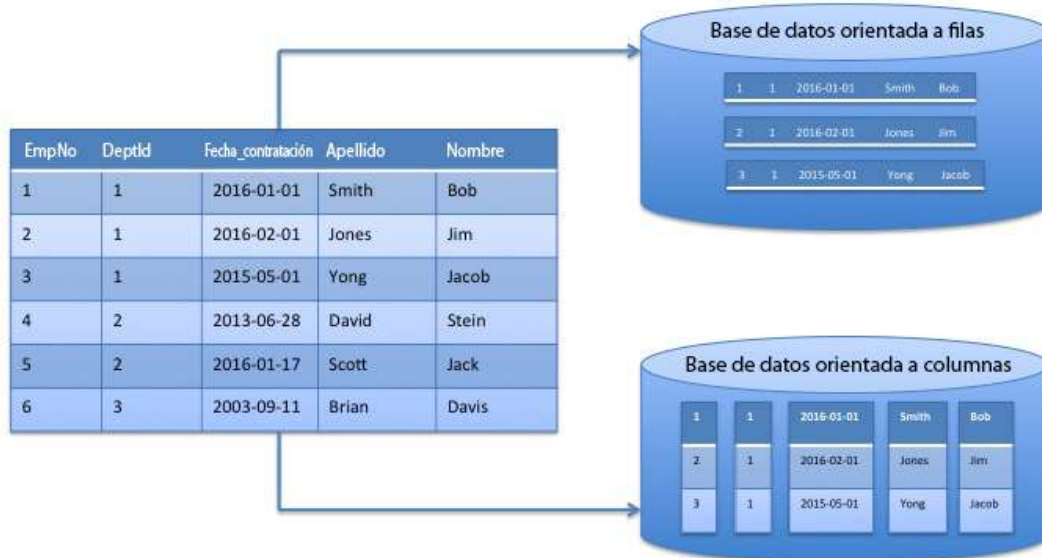 Base de datos orientada a filas
1 1 2016-01-01 Smith Bob
2 1 2016-02-01 Jones Jim
3 1 2015-05-01 Yong Jacob
EmpNo DeptId Fecha_contratación Apellido Nombre
1 1 2016-01-01 Smith Bob
2 1 2016-02-01 Jones Jim
3 1 2015-05-01 Yong Jacob
4 2 2013-06-28 David Stein
5 2 2016-01-17 Scott Jack
6 3 2003-09-11 Brian Davis
Base de datos orientada a columnas
1 1 2016-01-01 Smith Bob
2 1 2016-02-01 Jones Jim
3 1 2015-05-01 Yong Jacob